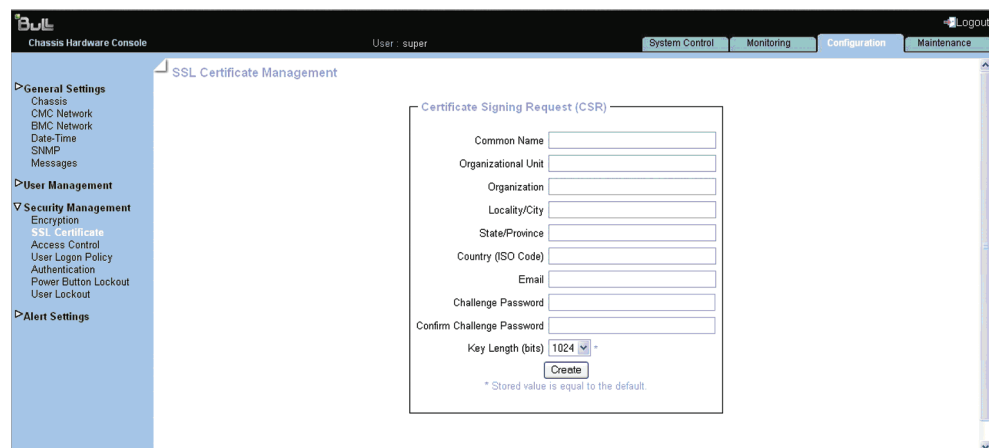 Bull
Logout
Chassis Hardware Console
User : super
System Control
Monitoring
Configuration
Maintenance
General Settings
Chassis
CMC Network
BMC Network
Date-Time
SNMP
Messages
User Management
Security Management
Encryption
SSL Certificate
Access Control
User Logon Policy
Authentication
Power Button Lockout
User Lockout
Alert Settings
SSL Certificate Management
Certificate Signing Request (CSR)
Common Name
Organizational Unit
Organization
Locality/City
State/Province
Country (ISO Code)
Email
Challenge Password
Confirm Challenge Password
Key Length (bits) 1024 *
Create
* Stored value is equal to the default.